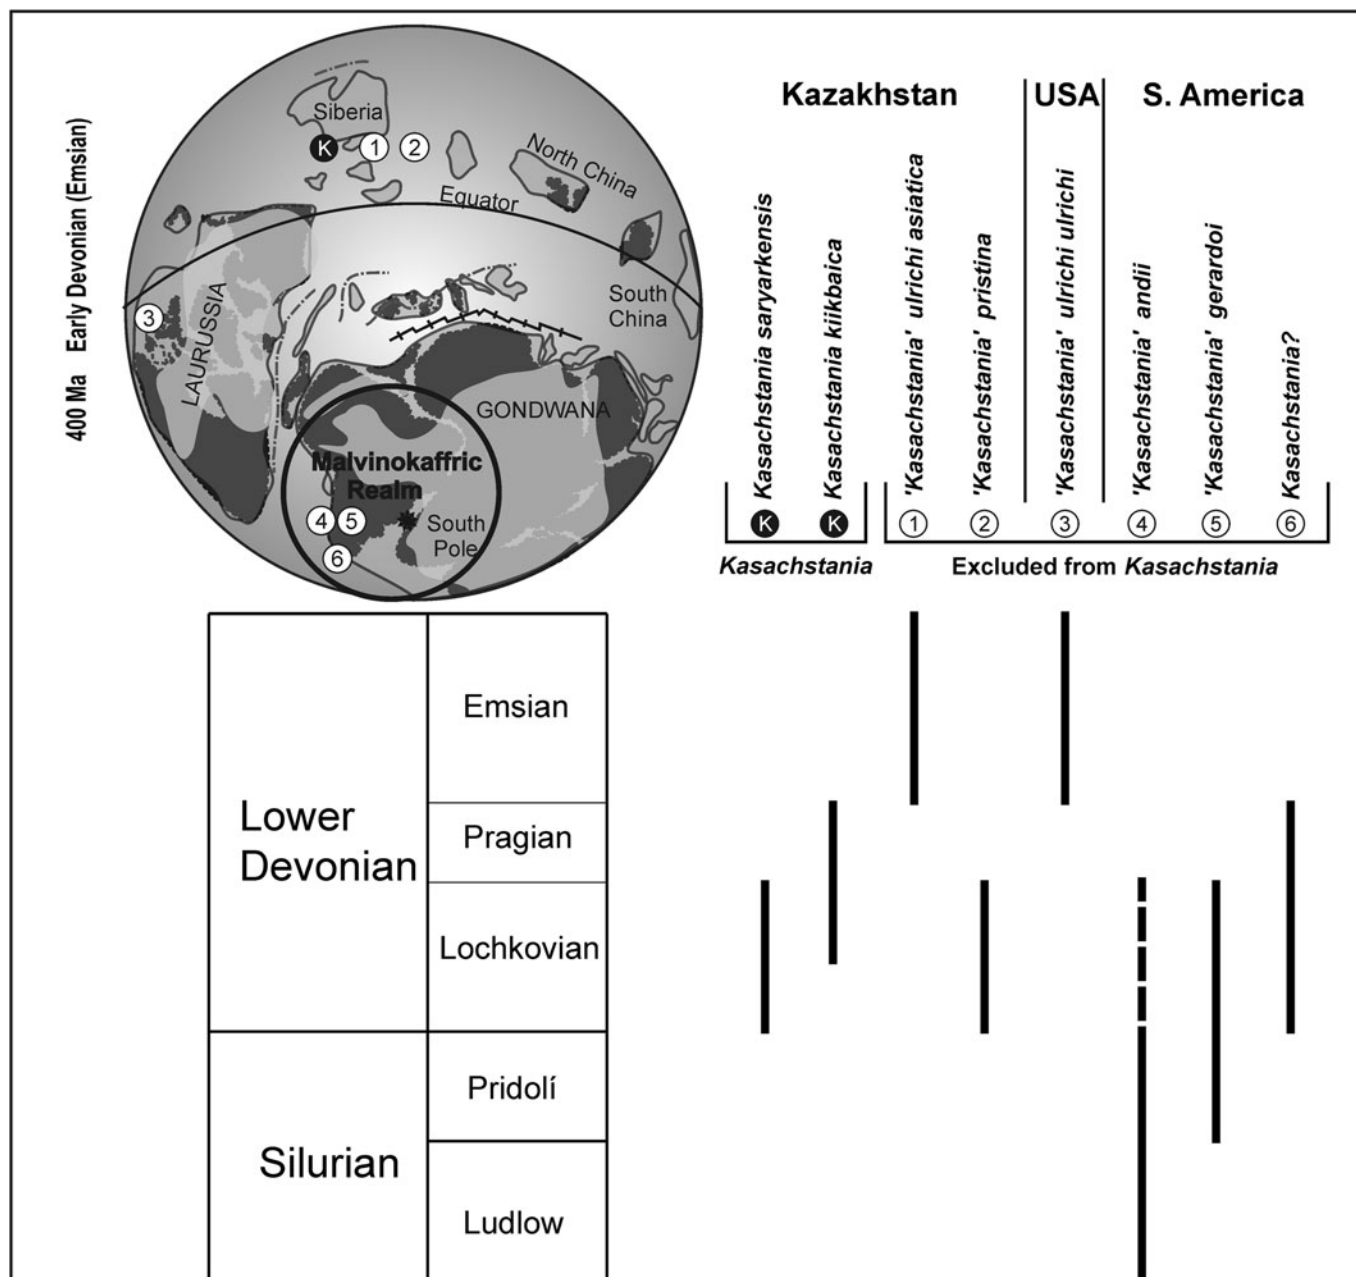 400 Ma Early Devonian (Emsian)
Siberia
K
1
2
North China
Equator
South
China
3
LAURUSSIA
GONDWANA
Malvinokaffric
Realm
4
5
South
Pole
6
Kazakhstan
USA
S. America
Kasachstania saryarkensis
Kasachstania kiikbaica
'Kasachstania' ulrichi asiatica
'Kasachstania' pristina
'Kasachstania' ulrichi ulrichi
'Kasachstania' andii
'Kasachstania' gerardoi
Kasachstania?
K
K
1
2
3
4
5
6
Kasachstania
Excluded from Kasachstania
Lower
Devonian
Emsian
Pragian
Lochkovian
Silurian
Pridolí
Ludlow